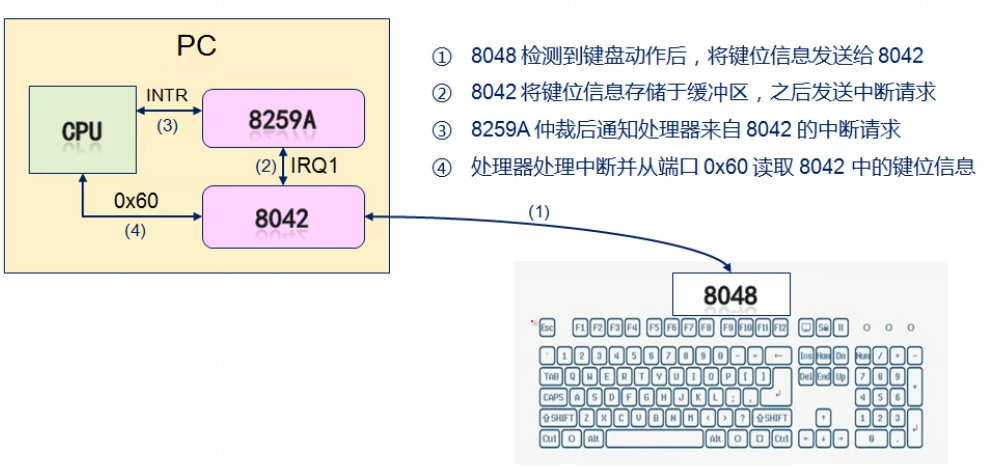 PC
① 8048 检测到键盘动作后，将键位信息发送给 8042
② 8042 将键位信息存储于缓冲区，之后发送中断请求
③ 8259A 仲裁后通知处理器来自 8042 的中断请求
④ 处理器处理中断并从端口 0x60 读取 8042 中的键位信息
CPU
INTR
(3)
8259A
(2)
IRQ1
0x60
(4)
8042
(1)
8048
Esc F1 F2 F3 F4 F5 F6 F7 F8 F9 F10 F11 F12
` 1 2 3 4 5 6 7 8 9 0 - = ← Ins Hom Num / * -
TAB Q W E R T Y U I O P [ ] Del End Up 7 8 9 +
CAPS A S D F G H J K L ; , 4 5 6
⇧SHIFT Z X C V B N M < > ? ⇧SHIFT ↑ 1 2 3
Ctrl Alt Alt Ctrl ← ↓ → 0 .